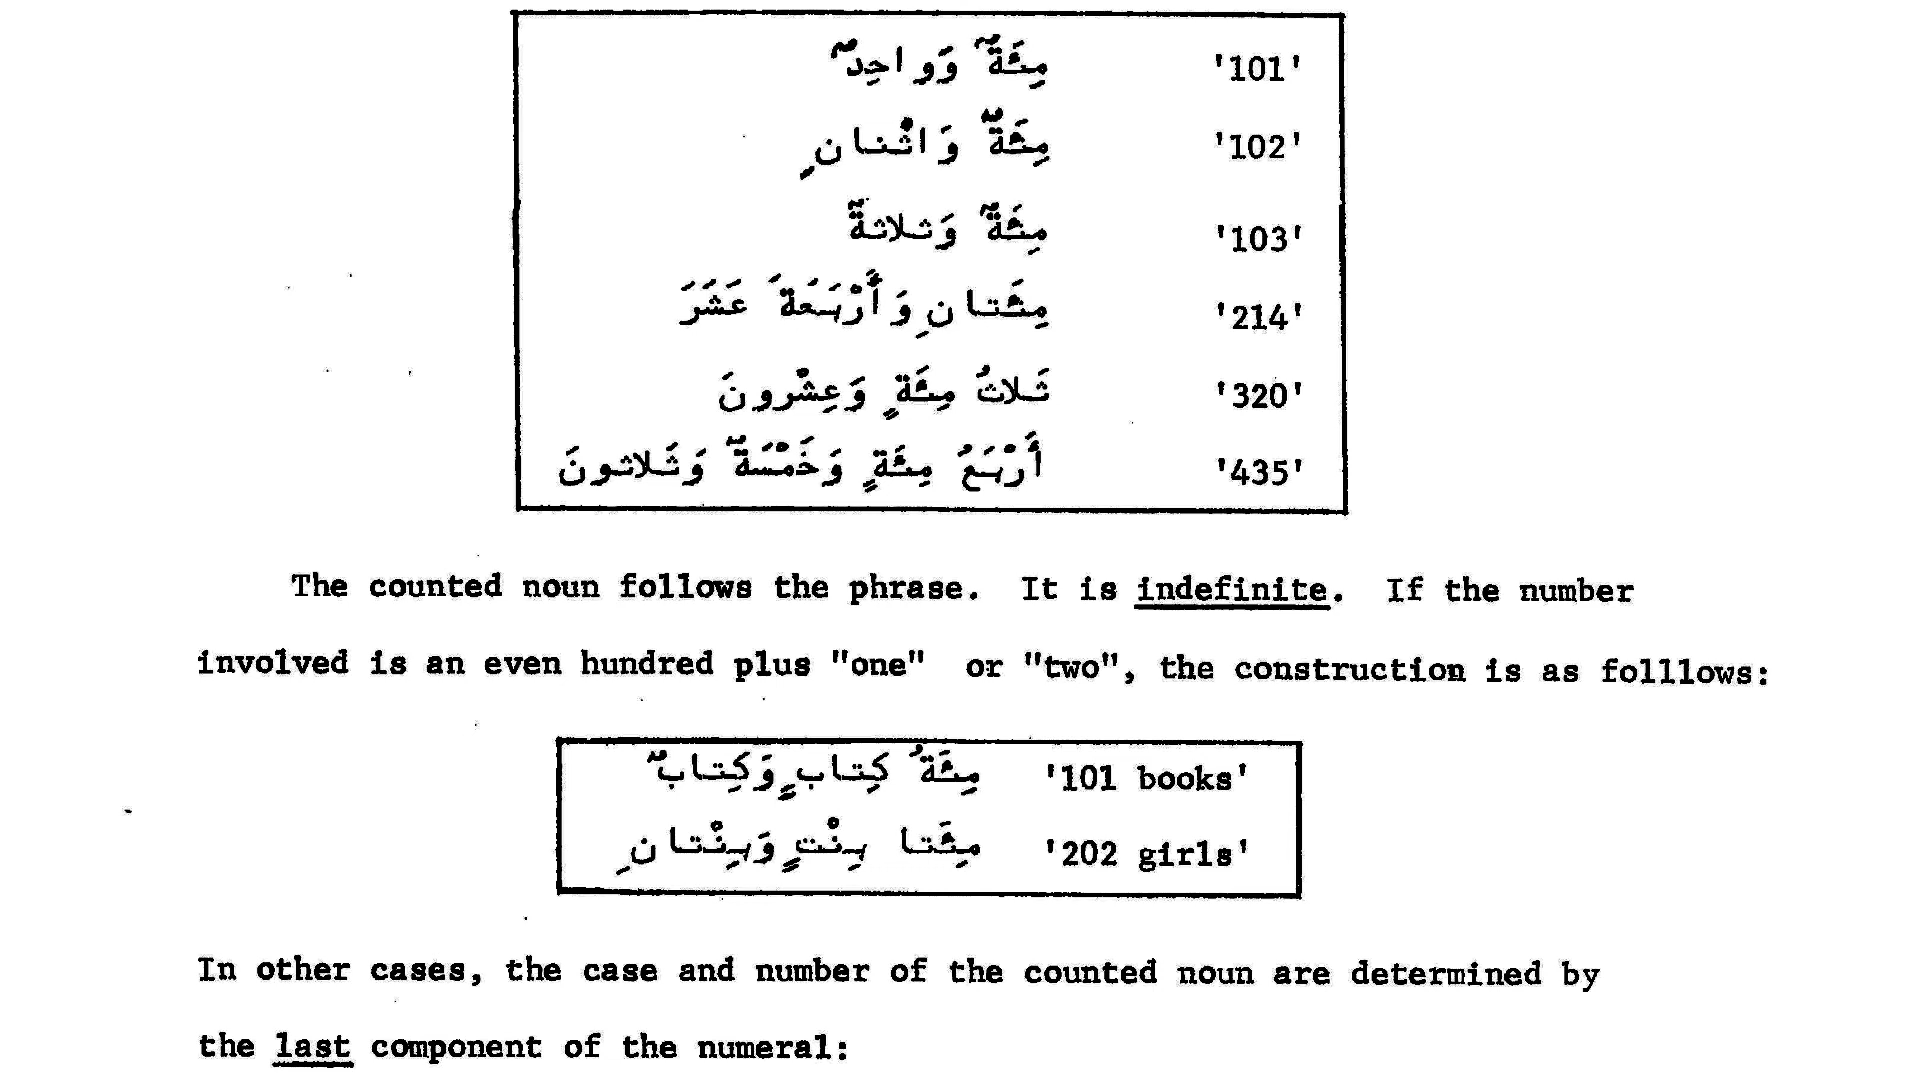 مِئَةٌ وَواحِدٌ '101'
مِئَةٌ وَاثْنانِ '102'
مِئَةٌ وَثلاثةٌ '103'
مِئَتانِ وَأَرْبَعَةَ عَشَرَ '214'
ثَلاثُ مِئَةٍ وَعِشْرونَ '320'
أَرْبَعُ مِئَةٍ وَخَمْسَةٌ وَثَلاثونَ '435'
The counted noun follows the phrase. It is indefinite. If the number
involved is an even hundred plus "one" or "two", the construction is as folllows:
مِئَةُ كِتابٍ وَكِتابٌ '101 books'
مِئَتا بِنْتٍ وَبِنْتانِ '202 girls'
In other cases, the case and number of the counted noun are determined by
the last component of the numeral: